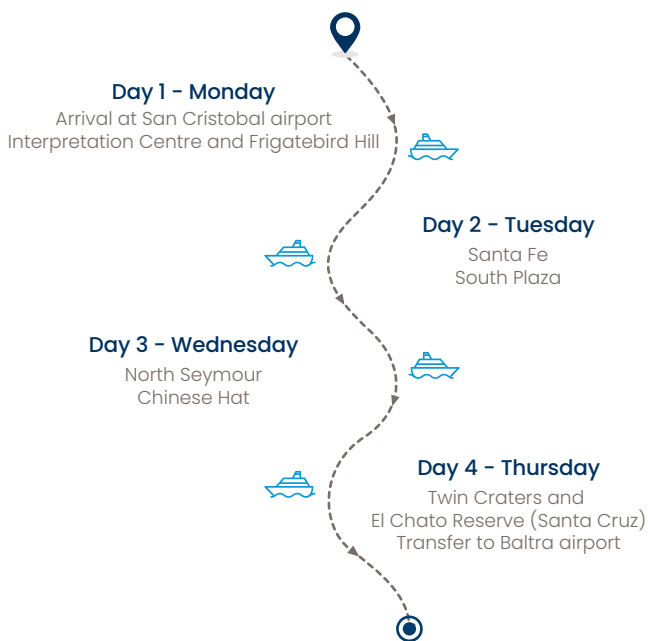 Day 1 - Monday
Arrival at San Cristobal airport
Interpretation Centre and Frigatebird Hill
Day 2 - Tuesday
Santa Fe
South Plaza
Day 3 - Wednesday
North Seymour
Chinese Hat
Day 4 - Thursday
Twin Craters and
El Chato Reserve (Santa Cruz)
Transfer to Baltra airport